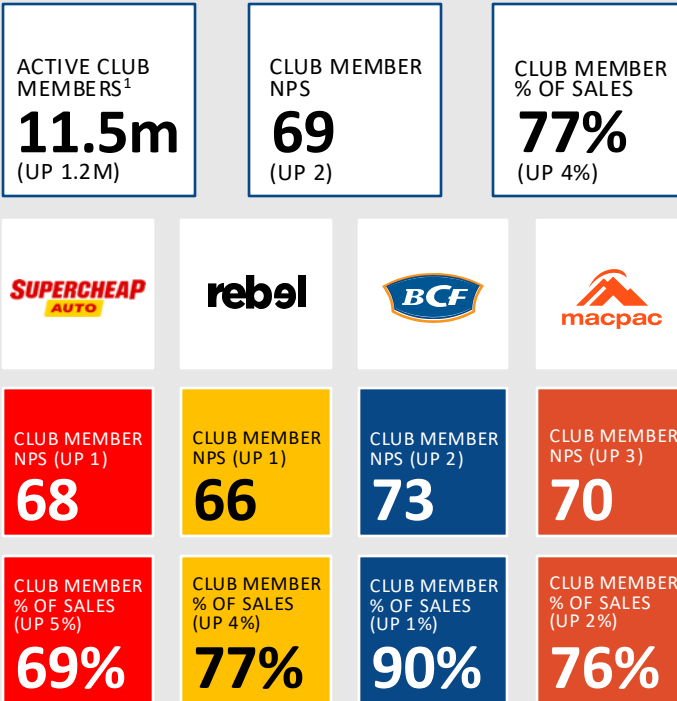 ACTIVE CLUB
MEMBERS¹
11.5m
(UP 1.2M)
CLUB MEMBER
NPS
69
(UP 2)
CLUB MEMBER
% OF SALES
77%
(UP 4%)
SUPERCHEAP
AUTO
rebel
BCF
macpac
CLUB MEMBER
NPS (UP 1)
68
CLUB MEMBER
NPS (UP 1)
66
CLUB MEMBER
NPS (UP 2)
73
CLUB MEMBER
NPS (UP 3)
70
CLUB MEMBER
% OF SALES
(UP 5%)
69%
CLUB MEMBER
% OF SALES
(UP 4%)
77%
CLUB MEMBER
% OF SALES
(UP 1%)
90%
CLUB MEMBER
% OF SALES
(UP 2%)
76%